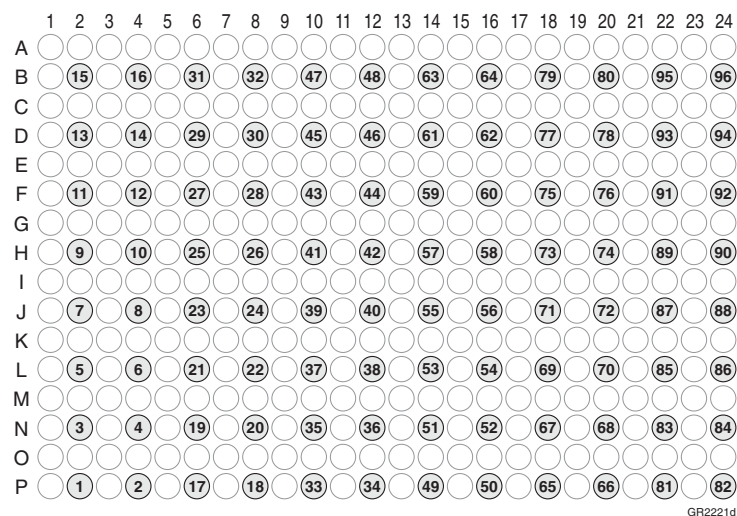 1 2 3 4 5 6 7 8 9 10 11 12 13 14 15 16 17 18 19 20 21 22 23 24
A
B 15 16 31 32 47 48 63 64 79 80 95 96
C
D 13 14 29 30 45 46 61 62 77 78 93 94
E
F 11 12 27 28 43 44 59 60 75 76 91 92
G
H 9 10 25 26 41 42 57 58 73 74 89 90
I
J 7 8 23 24 39 40 55 56 71 72 87 88
K
L 5 6 21 22 37 38 53 54 69 70 85 86
M
N 3 4 19 20 35 36 51 52 67 68 83 84
O
P 1 2 17 18 33 34 49 50 65 66 81 82
GR2221d